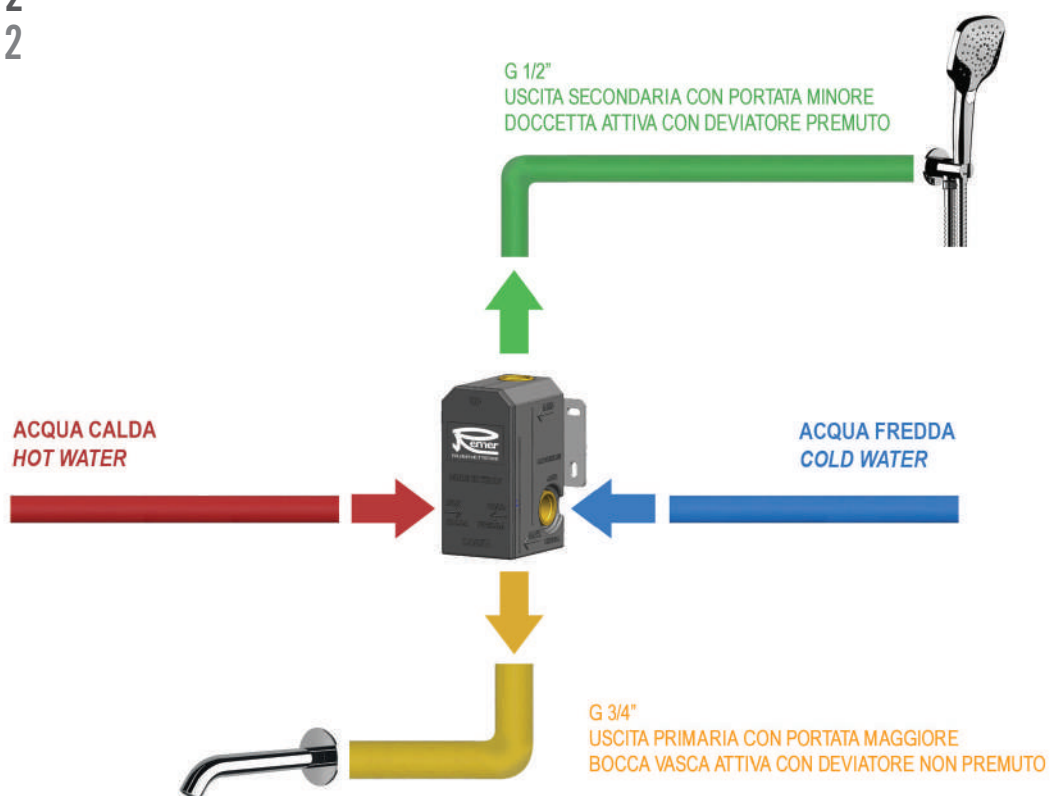 2
G 1/2”
USCITA SECONDARIA CON PORTATA MINORE
DOCCETTA ATTIVA CON DEVIATORE PREMUTO
ACQUA CALDA
HOT WATER
ACQUA FREDDA
COLD WATER
Remer
G 3/4”
USCITA PRIMARIA CON PORTATA MAGGIORE
BOCCA VASCA ATTIVA CON DEVIATORE NON PREMUTO